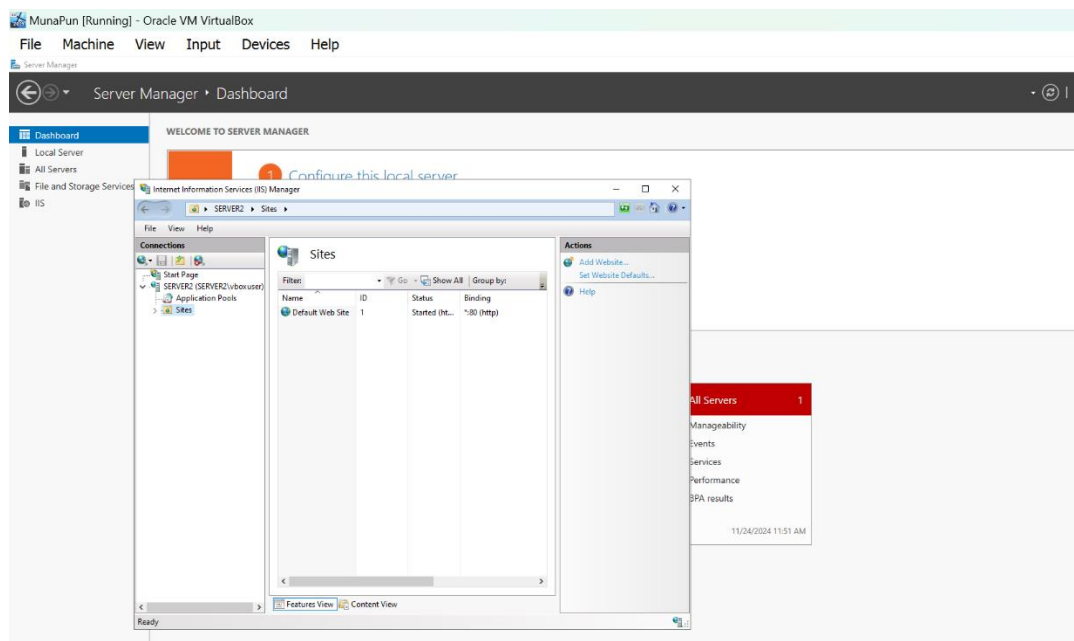 MunaPun [Running] - Oracle VM VirtualBox
File Machine View Input Devices Help
Server Manager
Server Manager • Dashboard
Dashboard
Local Server
All Servers
File and Storage Services
IIS
WELCOME TO SERVER MANAGER
1 Configure this local server
Internet Information Services (IIS) Manager
SERVER2 Sites
File View Help
Connections
Start Page
SERVER2 (SERVER2\vboxuser)
Application Pools
Sites
Sites
Filter: Go Show All Group by:
Name ID Status Binding
Default Web Site 1 Started (ht... *:80 (http)
Features View Content View
Actions
Add Website...
Set Website Defaults...
Help
Ready
All Servers 1
Manageability
Events
Services
Performance
BPA results
11/24/2024 11:51 AM